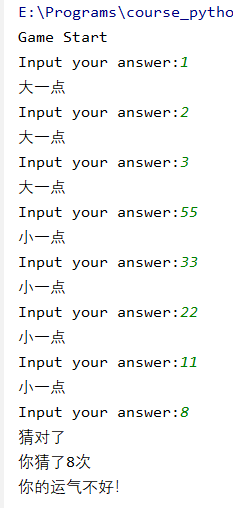 E:\Programs\course_pytho
Game Start
Input your answer:1
大一点
Input your answer:2
大一点
Input your answer:3
大一点
Input your answer:55
小一点
Input your answer:33
小一点
Input your answer:22
小一点
Input your answer:11
小一点
Input your answer:8
猜对了
你猜了8次
你的运气不好！